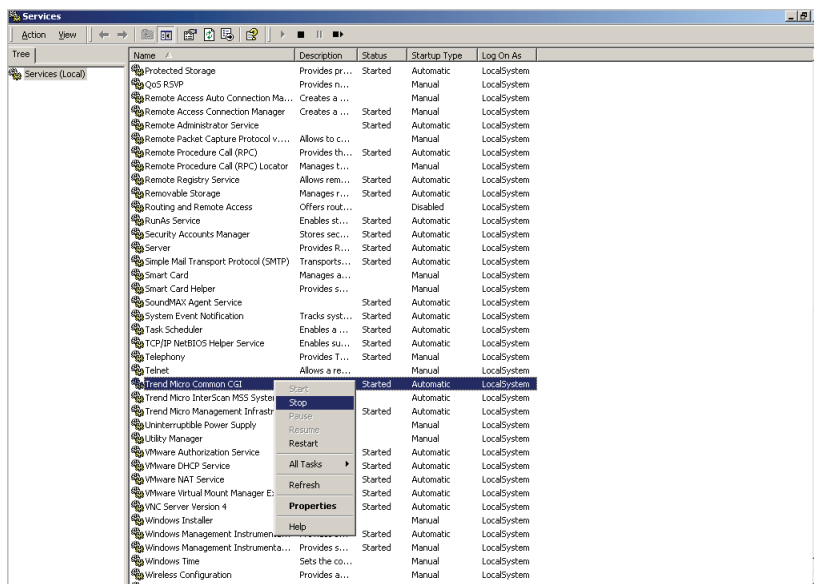 Services
Action View
Tree
Services (Local)
Name Description Status Startup Type Log On As
Protected Storage Provides pr... Started Automatic LocalSystem
QoS RSVP Provides n... Manual LocalSystem
Remote Access Auto Connection Ma... Creates a ... Manual LocalSystem
Remote Access Connection Manager Creates a ... Started Manual LocalSystem
Remote Administrator Service Started Automatic LocalSystem
Remote Packet Capture Protocol v.... Allows to c... Manual LocalSystem
Remote Procedure Call (RPC) Provides th... Started Automatic LocalSystem
Remote Procedure Call (RPC) Locator Manages t... Manual LocalSystem
Remote Registry Service Allows rem... Started Automatic LocalSystem
Removable Storage Manages r... Started Automatic LocalSystem
Routing and Remote Access Offers rout... Disabled LocalSystem
RunAs Service Enables st... Started Automatic LocalSystem
Security Accounts Manager Stores sec... Started Automatic LocalSystem
Server Provides R... Started Automatic LocalSystem
Simple Mail Transport Protocol (SMTP) Transports... Started Automatic LocalSystem
Smart Card Manages a... Manual LocalSystem
Smart Card Helper Provides s... Manual LocalSystem
SoundMAX Agent Service Started Automatic LocalSystem
System Event Notification Tracks syst... Started Automatic LocalSystem
Task Scheduler Enables a ... Started Automatic LocalSystem
TCP/IP NetBIOS Helper Service Enables su... Started Automatic LocalSystem
Telephony Provides T... Started Manual LocalSystem
Telnet Allows a re... Manual LocalSystem
Trend Micro Common CGI Started Automatic LocalSystem
Trend Micro InterScan MSS System Automatic LocalSystem
Trend Micro Management Infrastr Started Automatic LocalSystem
Uninterruptible Power Supply Manual LocalSystem
Utility Manager Manual LocalSystem
VMware Authorization Service Started Automatic LocalSystem
VMware DHCP Service Started Automatic LocalSystem
VMware NAT Service Started Automatic LocalSystem
VMware Virtual Mount Manager Ex Started Automatic LocalSystem
VNC Server Version 4 Started Automatic LocalSystem
Windows Installer Manual LocalSystem
Windows Management Instrumenta... Started Automatic LocalSystem
Windows Management Instrumenta... Provides s... Started Manual LocalSystem
Windows Time Sets the co... Manual LocalSystem
Wireless Configuration Provides a... Manual LocalSystem
Start
Stop
Pause
Resume
Restart
All Tasks
Refresh
Properties
Help